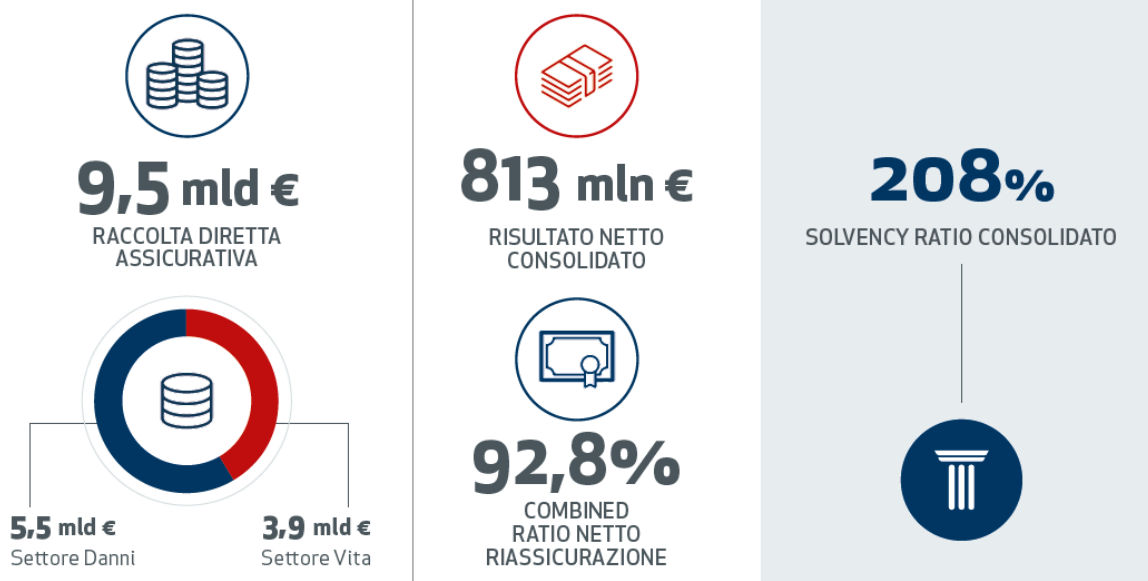 9,5 mld €
RACCOLTA DIRETTA
ASSICURATIVA
5,5 mld €
Settore Danni
3,9 mld €
Settore Vita
813 mln €
RISULTATO NETTO
CONSOLIDATO
92,8%
COMBINED
RATIO NETTO
RIASSICURAZIONE
208%
SOLVENCY RATIO CONSOLIDATO